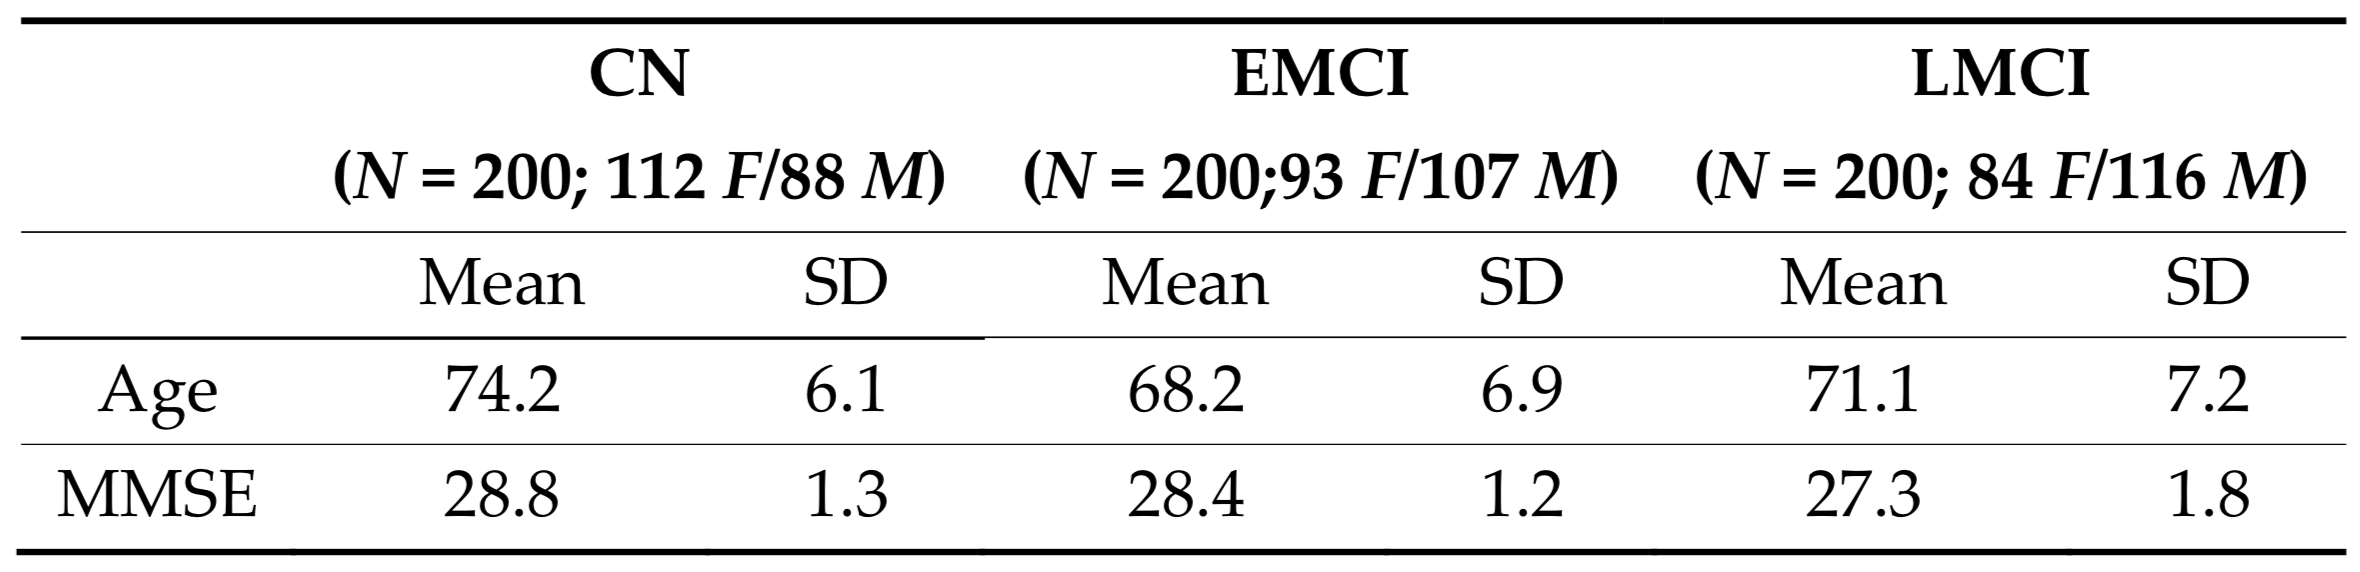 CN EMCI LMCI
(N = 200; 112 F/88 M) (N = 200;93 F/107 M) (N = 200; 84 F/116 M)
Mean SD Mean SD Mean SD
Age 74.2 6.1 68.2 6.9 71.1 7.2
MMSE 28.8 1.3 28.4 1.2 27.3 1.8